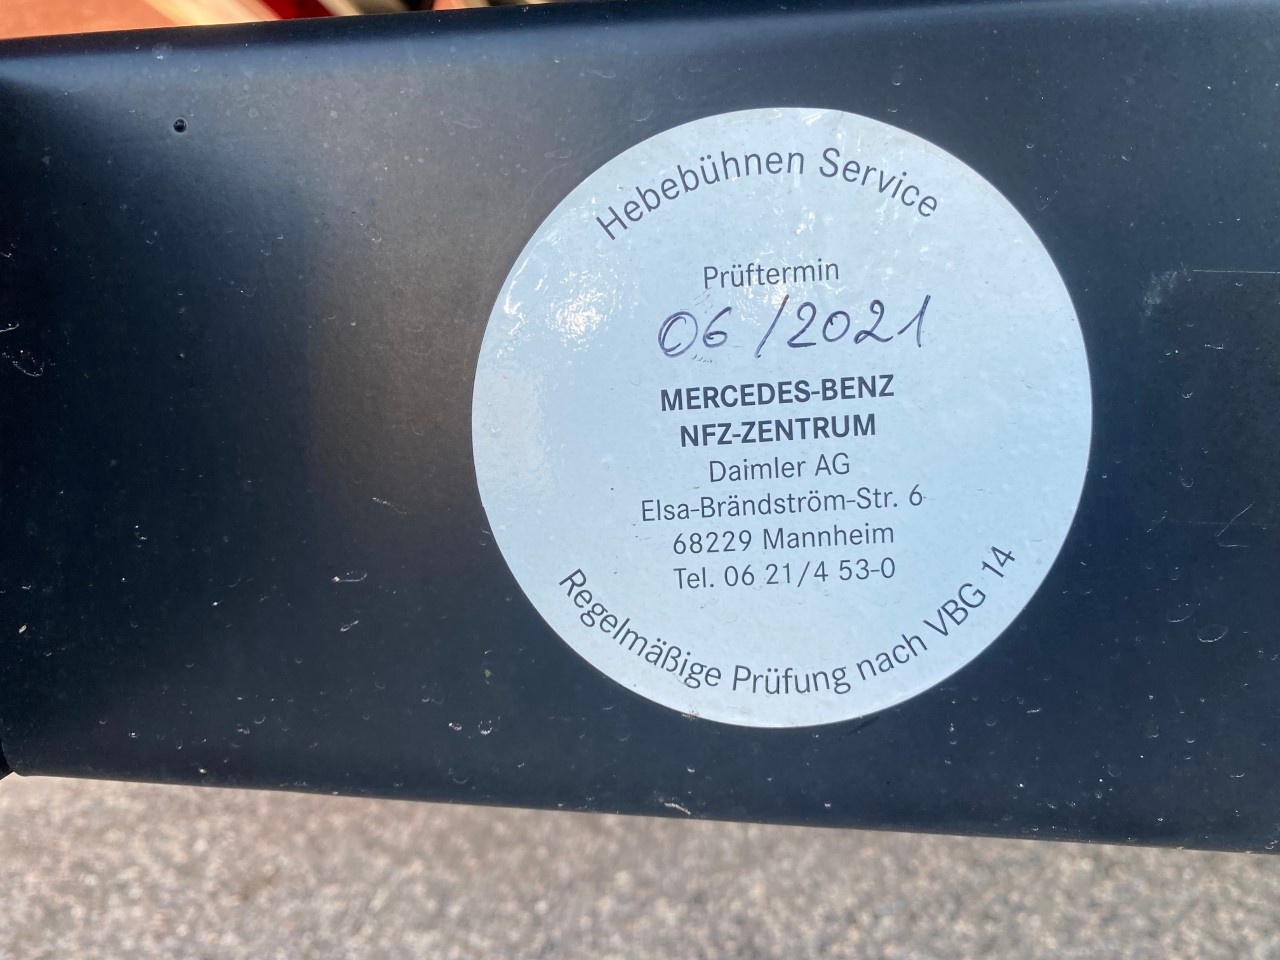 Hebebühnen Service
Prüftermin
06/2021
MERCEDES-BENZ
NFZ-ZENTRUM
Daimler AG
Elsa-Brändström-Str. 6
68229 Mannheim
Tel. 06 21/4 53-0
Regelmäßige Prüfung nach VBG 14